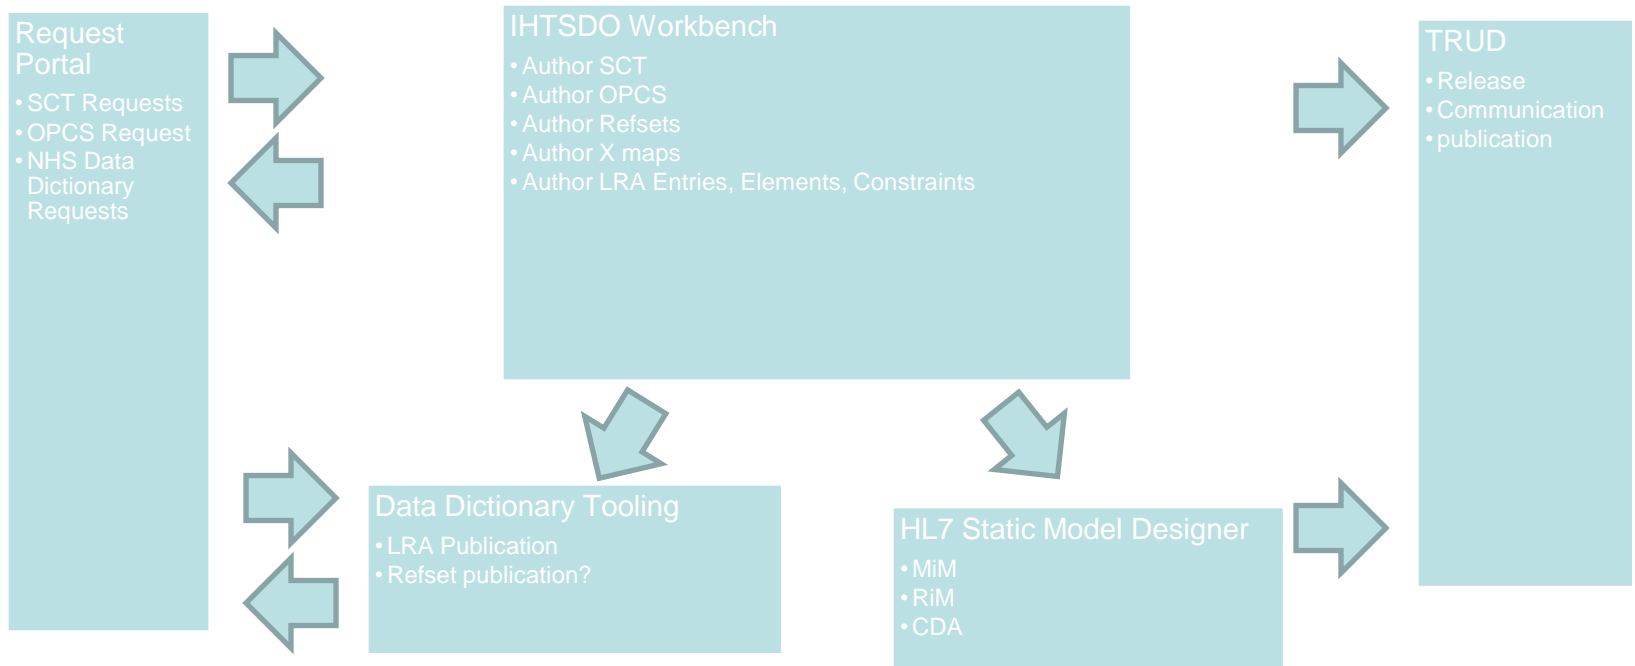 Request
Portal
• SCT Requests
• OPCS Request
• NHS Data
Dictionary
Requests
IHTSDO Workbench
• Author SCT
• Author OPCS
• Author Refsets
• Author X maps
• Author LRA Entries, Elements, Constraints
TRUD
• Release
• Communication
• publication
Data Dictionary Tooling
• LRA Publication
• Refset publication?
HL7 Static Model Designer
• MiM
• RiM
• CDA